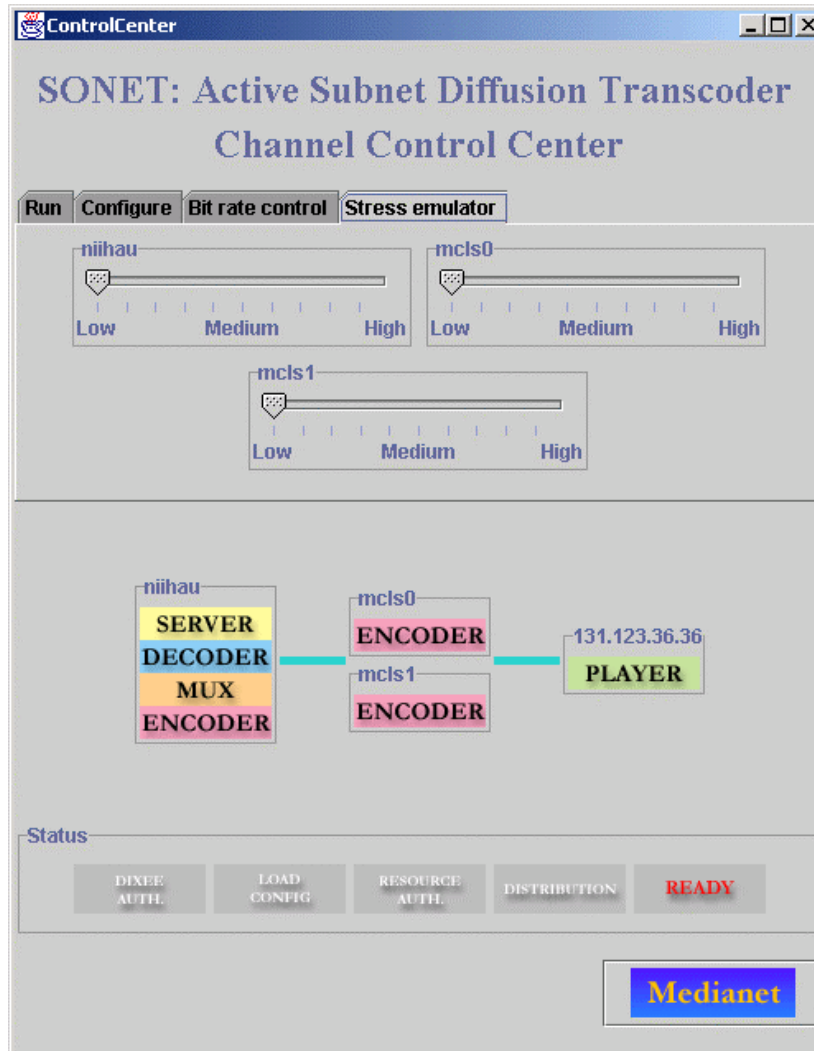 ControlCenter
SONET: Active Subnet Diffusion Transcoder
Channel Control Center
Run Configure Bit rate control Stress emulator
niihau mcls0
Low Medium High Low Medium High
mcls1
Low Medium High
niihau
SERVER
DECODER
MUX
ENCODER
mcls0
ENCODER
mcls1
ENCODER
131.123.36.36
PLAYER
Status
DIXEE
AUTH.
LOAD
CONFIG
RESOURCE
AUTH.
DISTRIBUTION
READY
Medianet